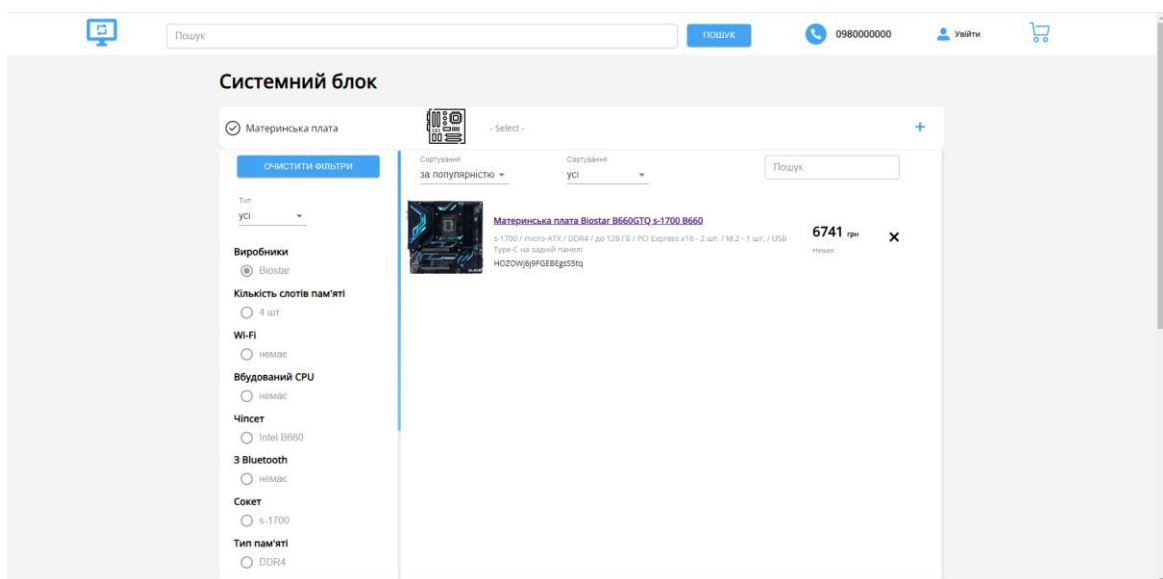 Пошук
ПОШУК
0980000000
Увійти
Системний блок
Материнська плата
- Select -
ОЧИСТИТИ ФІЛЬТРИ
Тип
усі
Виробники
Biostar
Кількість слотів пам'яті
4 шт.
Wi-Fi
немає
Вбудований CPU
немає
Чіпсет
Intel B660
З Bluetooth
немає
Сокет
s-1700
Тип пам'яті
DDR4
Сортування
за популярністю
Сортування
усі
Пошук
Материнська плата Biostar B660GTQ s-1700 B660
s-1700 / micro-ATX / DDR4 / до 128 ГБ / PCI Express x16 - 2 шт. / M.2 - 1 шт. / USB
Type-C на задній панелі
6741 грн
Немає